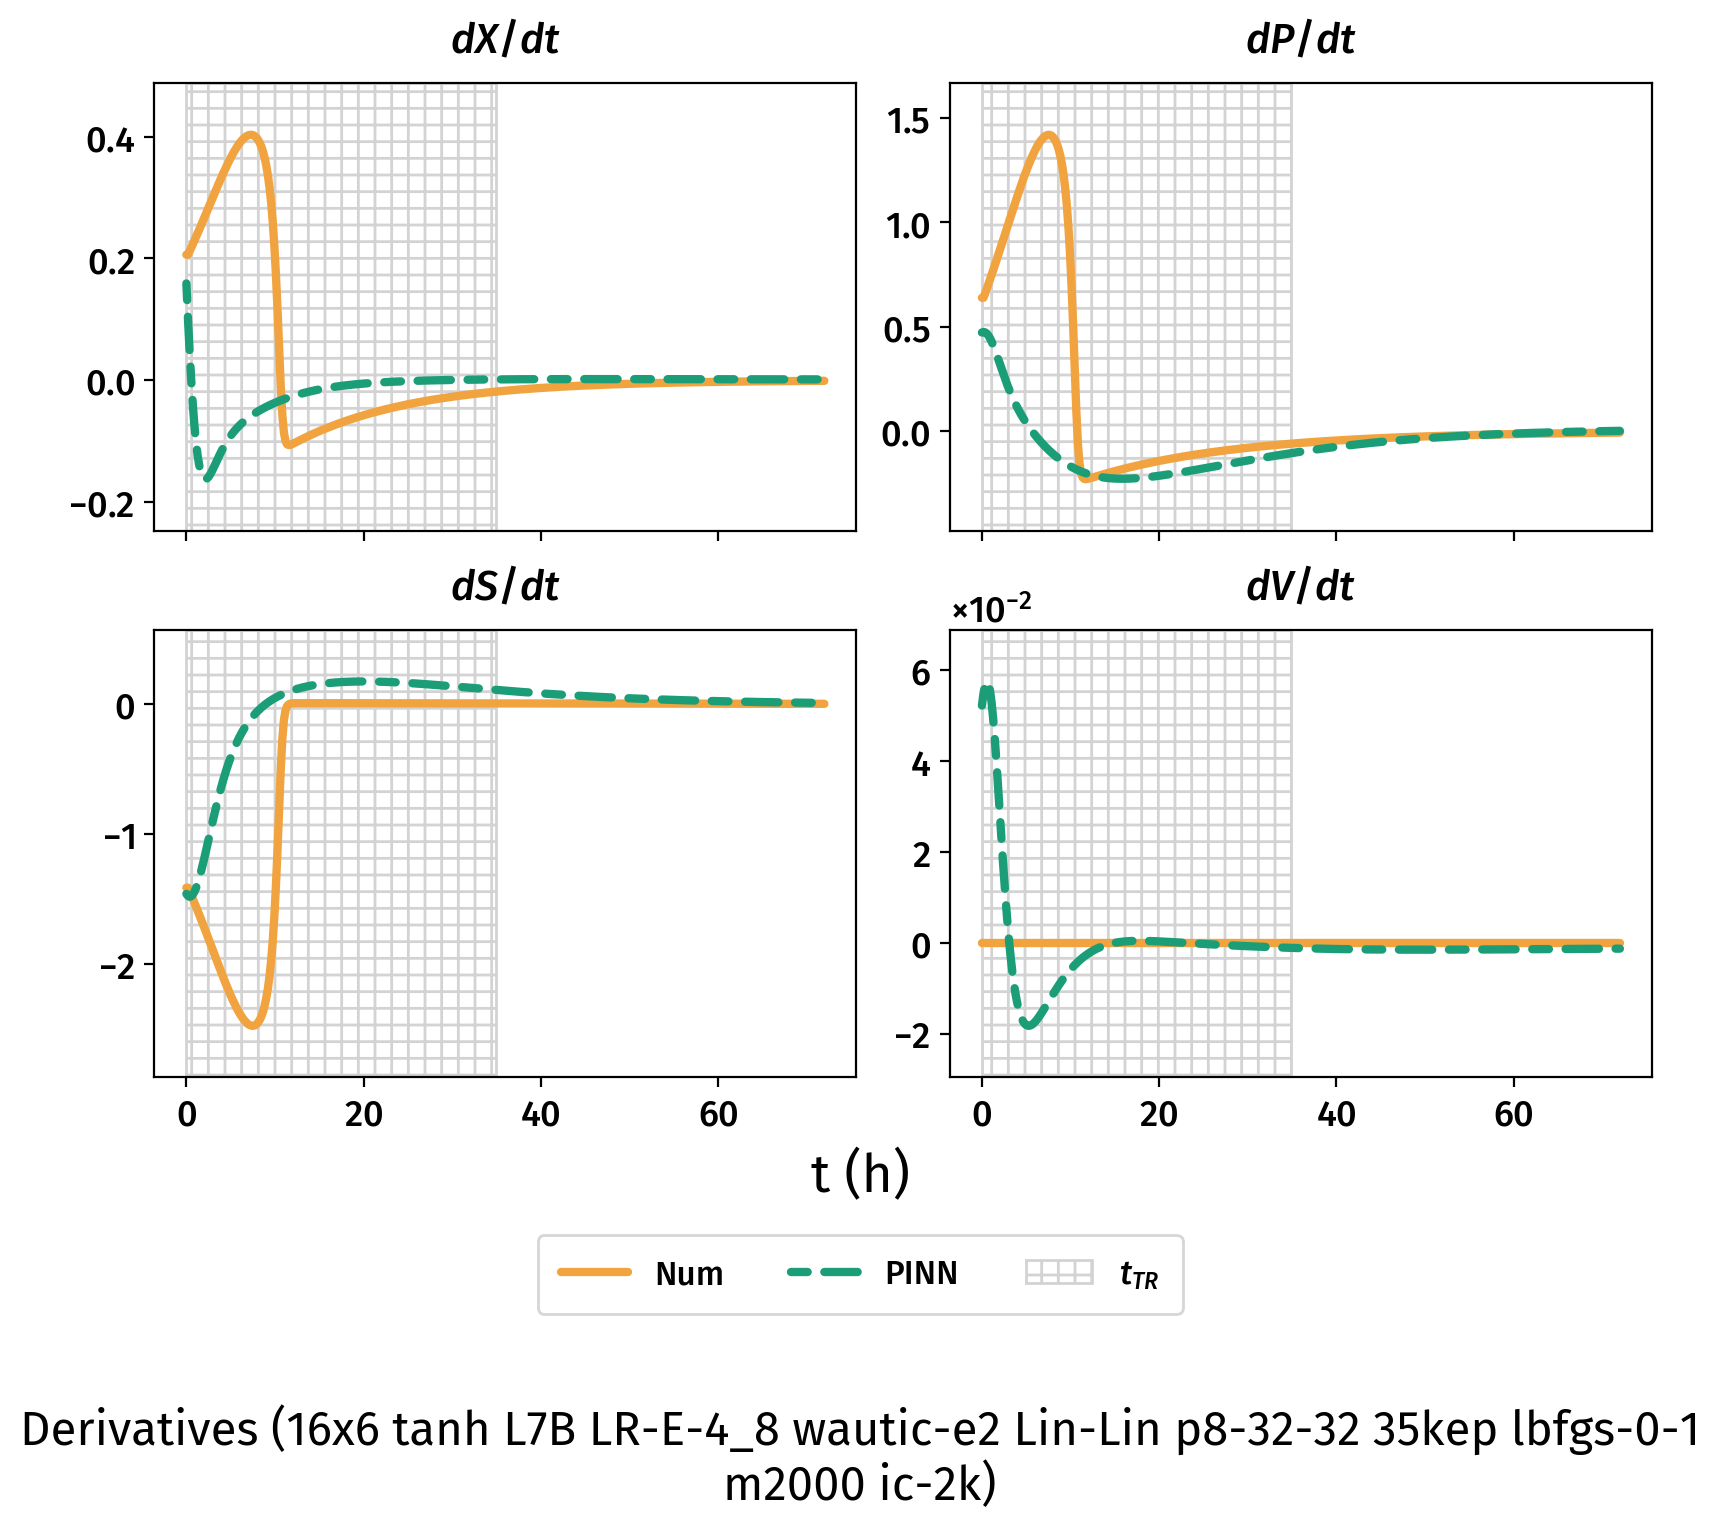 dX/dt
dP/dt
0.4
0.2
0.0
−0.2
1.5
1.0
0.5
0.0
dS/dt
dV/dt
×10⁻²
0
−1
−2
6
4
2
0
−2
0 20 40 60
0 20 40 60
t (h)
Num PINN t_TR
Derivatives (16x6 tanh L7B LR-E-4_8 wautic-e2 Lin-Lin p8-32-32 35kep lbfgs-0-1
m2000 ic-2k)